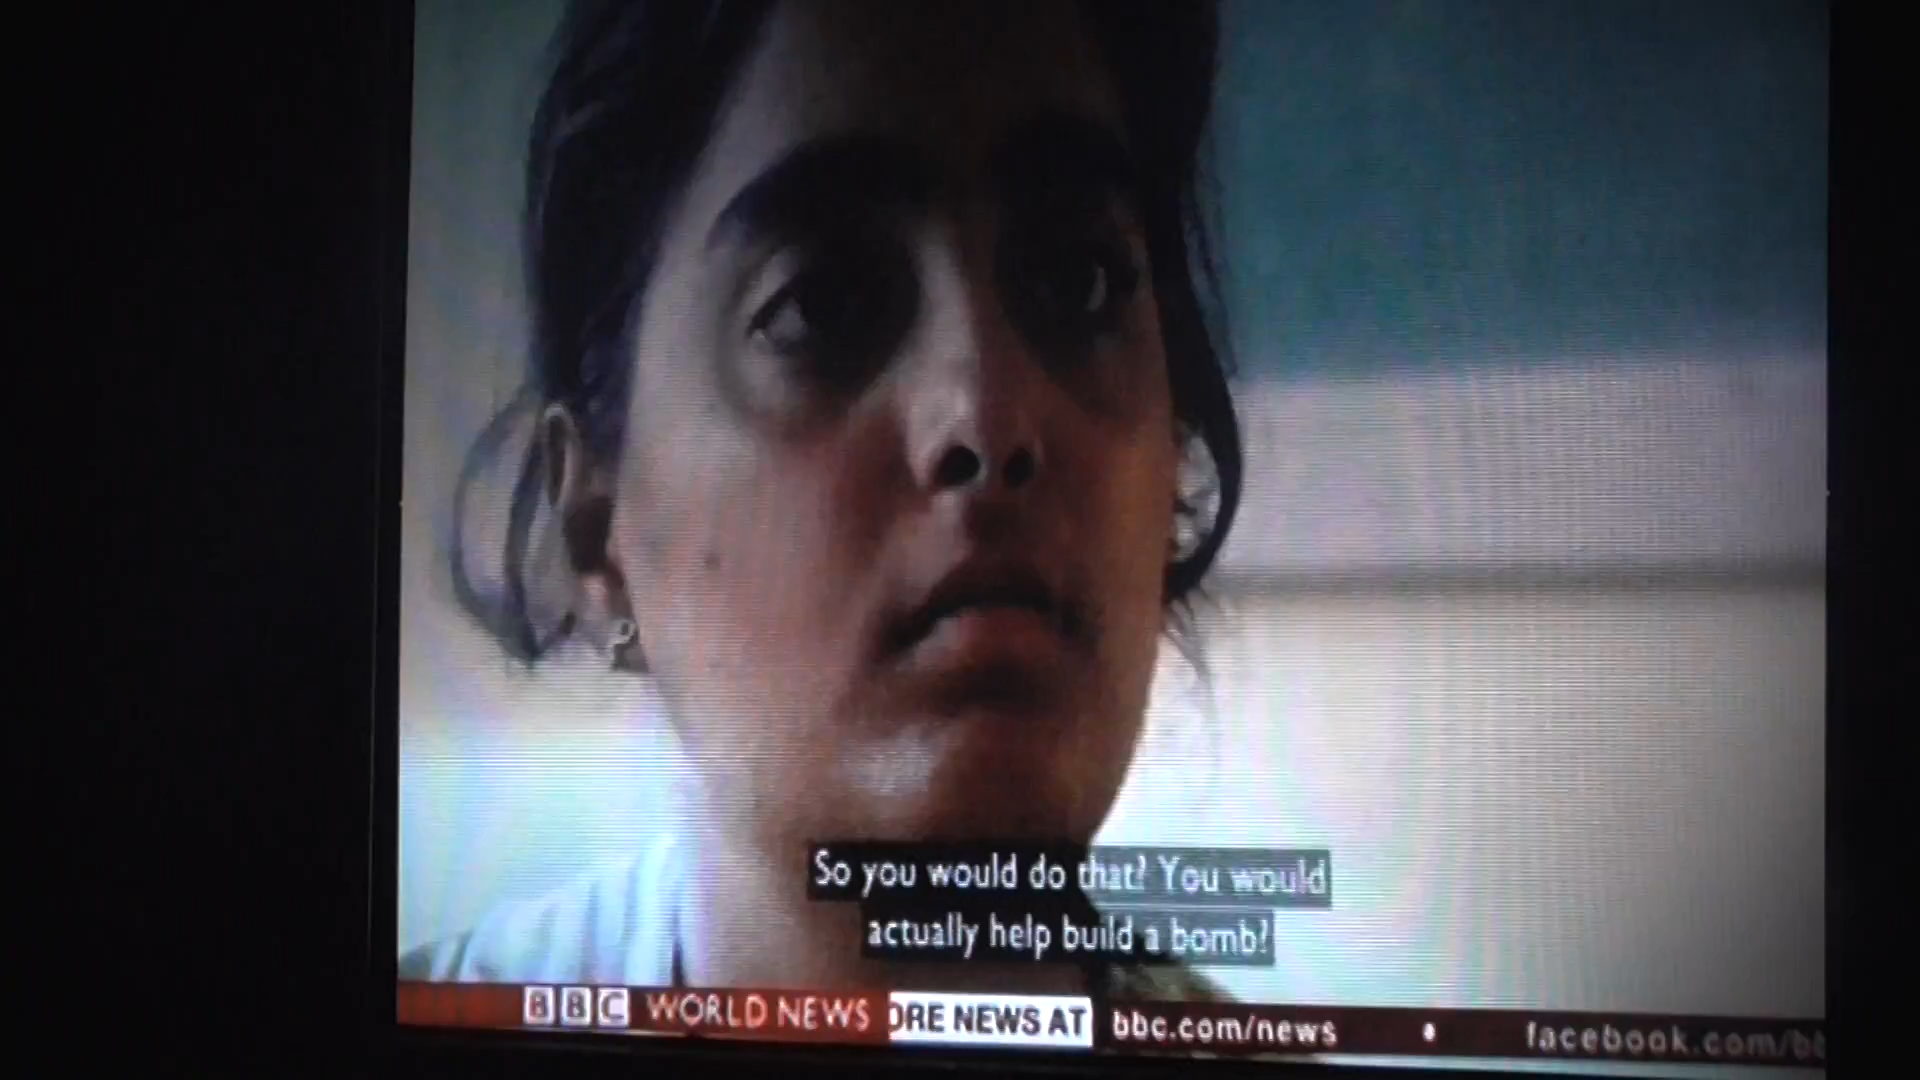 So you would do that? You would
actually help build a bomb?
BBC WORLD NEWS ORE NEWS AT bbc.com/news facebook.com/b